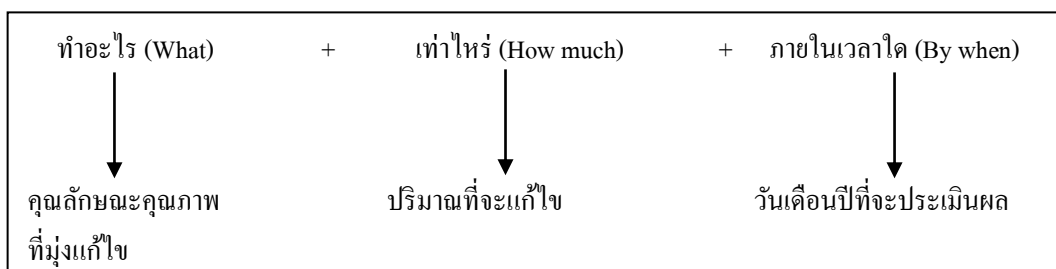 ทำอะไร (What) + เท่าไหร่ (How much) + ภายในเวลาใด (By when)
คุณลักษณะคุณภาพ ปริมาณที่จะแก้ไข วันเดือนปีที่จะประเมินผล
ที่มุ่งแก้ไข